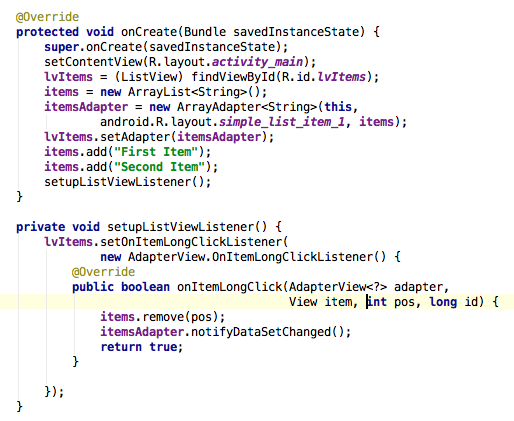 @Override
protected void onCreate(Bundle savedInstanceState) {
    super.onCreate(savedInstanceState);
    setContentView(R.layout.activity_main);
    lvItems = (ListView) findViewById(R.id.lvItems);
    items = new ArrayList<String>();
    itemsAdapter = new ArrayAdapter<String>(this,
            android.R.layout.simple_list_item_1, items);
    lvItems.setAdapter(itemsAdapter);
    items.add("First Item");
    items.add("Second Item");
    setupListViewListener();
}

private void setupListViewListener() {
    lvItems.setOnItemLongClickListener(
            new AdapterView.OnItemLongClickListener() {
        @Override
        public boolean onItemLongClick(AdapterView<?> adapter,
                                       View item, int pos, long id) {
            items.remove(pos);
            itemsAdapter.notifyDataSetChanged();
            return true;
        }

    });
}